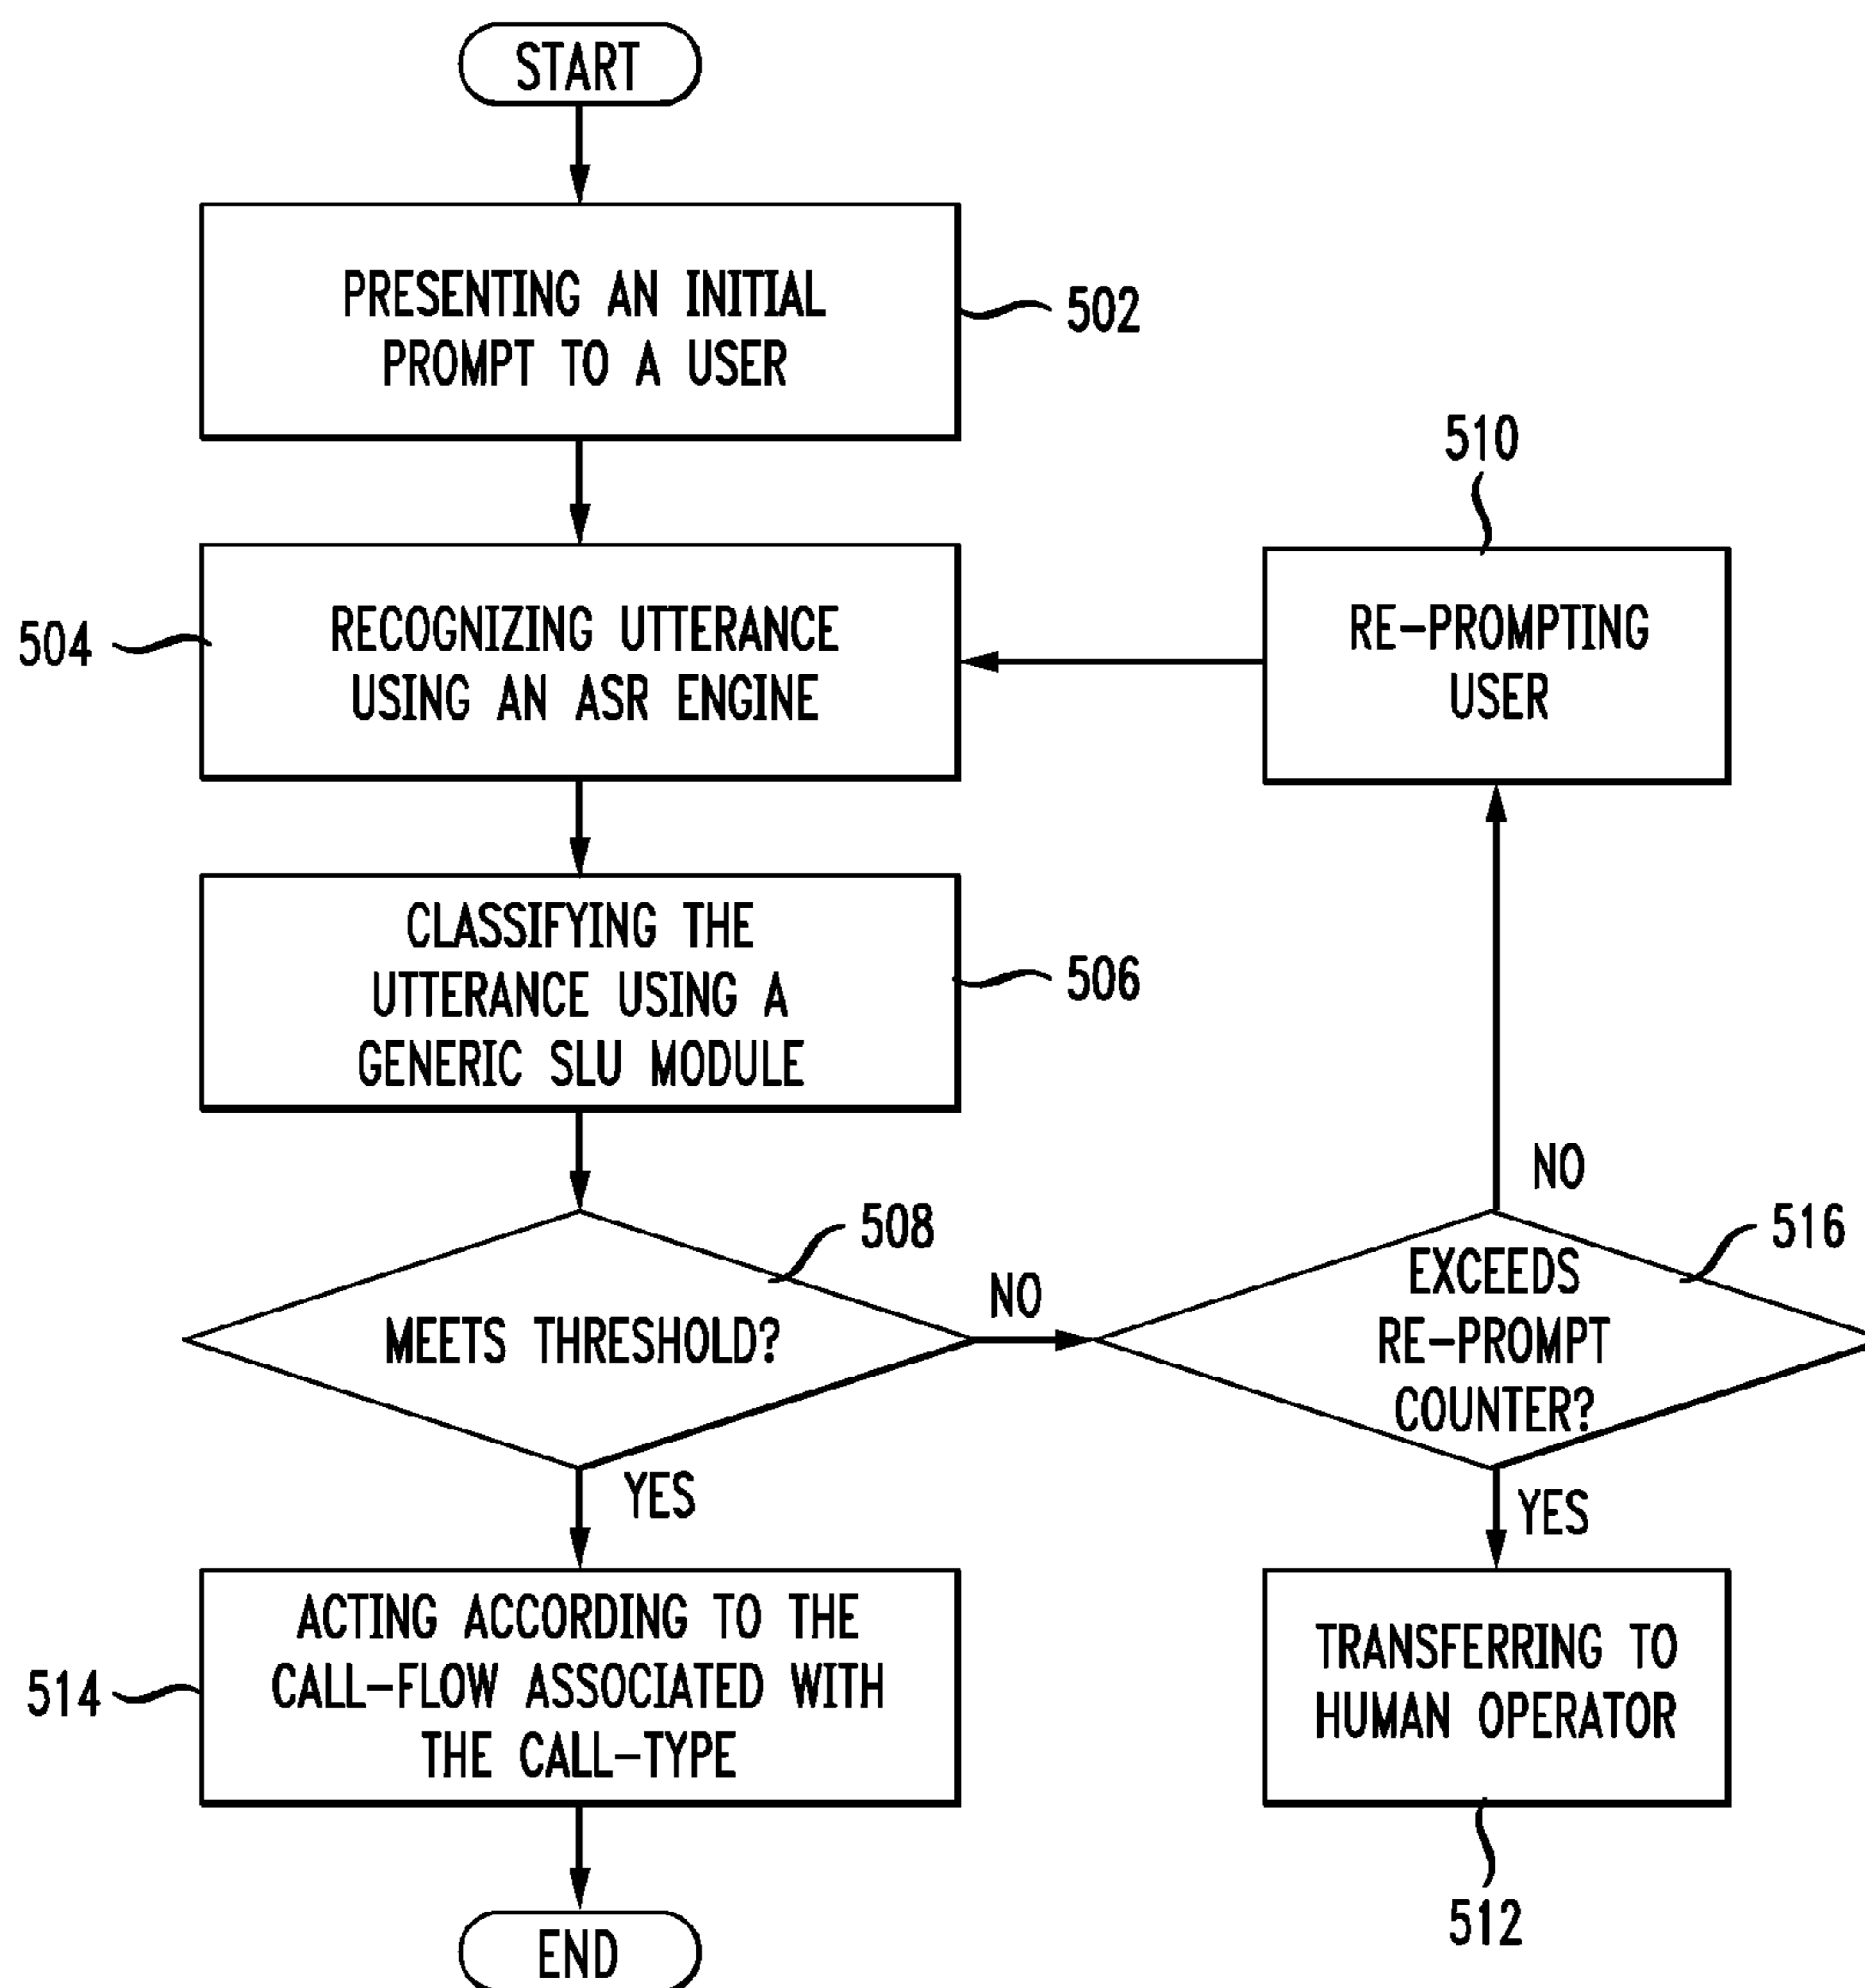 START
PRESENTING AN INITIAL
PROMPT TO A USER
502
510
504
RECOGNIZING UTTERANCE
USING AN ASR ENGINE
RE-PROMPTING
USER
CLASSIFYING THE
UTTERANCE USING A
GENERIC SLU MODULE
506
NO
508
516
MEETS THRESHOLD?
NO
EXCEEDS
RE-PROMPT
COUNTER?
YES
YES
514
ACTING ACCORDING TO THE
CALL-FLOW ASSOCIATED WITH
THE CALL-TYPE
TRANSFERRING TO
HUMAN OPERATOR
512
END